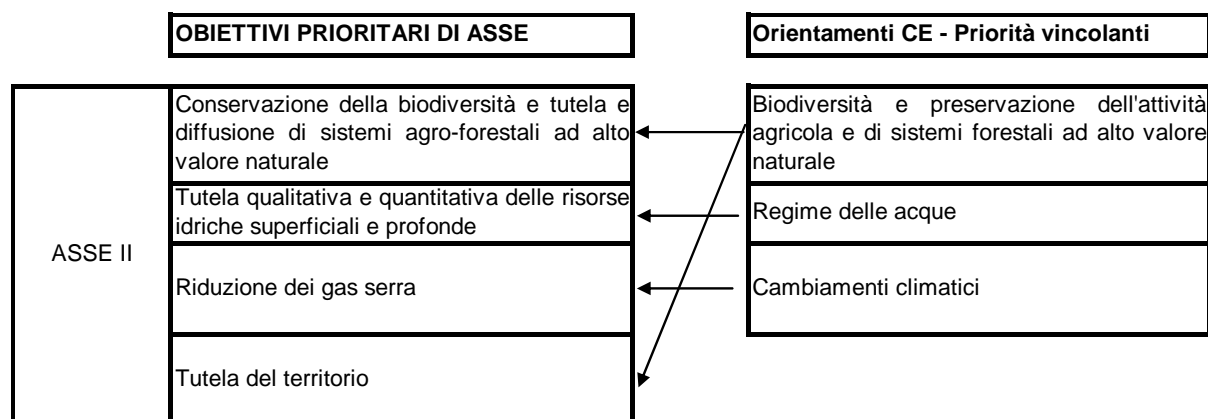 OBIETTIVI PRIORITARI DI ASSE
Orientamenti CE - Priorità vincolanti
ASSE II
Conservazione della biodiversità e tutela e
diffusione di sistemi agro-forestali ad alto
valore naturale
Biodiversità e preservazione dell'attività
agricola e di sistemi forestali ad alto valore
naturale
Tutela qualitativa e quantitativa delle risorse
idriche superficiali e profonde
Regime delle acque
Riduzione dei gas serra
Cambiamenti climatici
Tutela del territorio